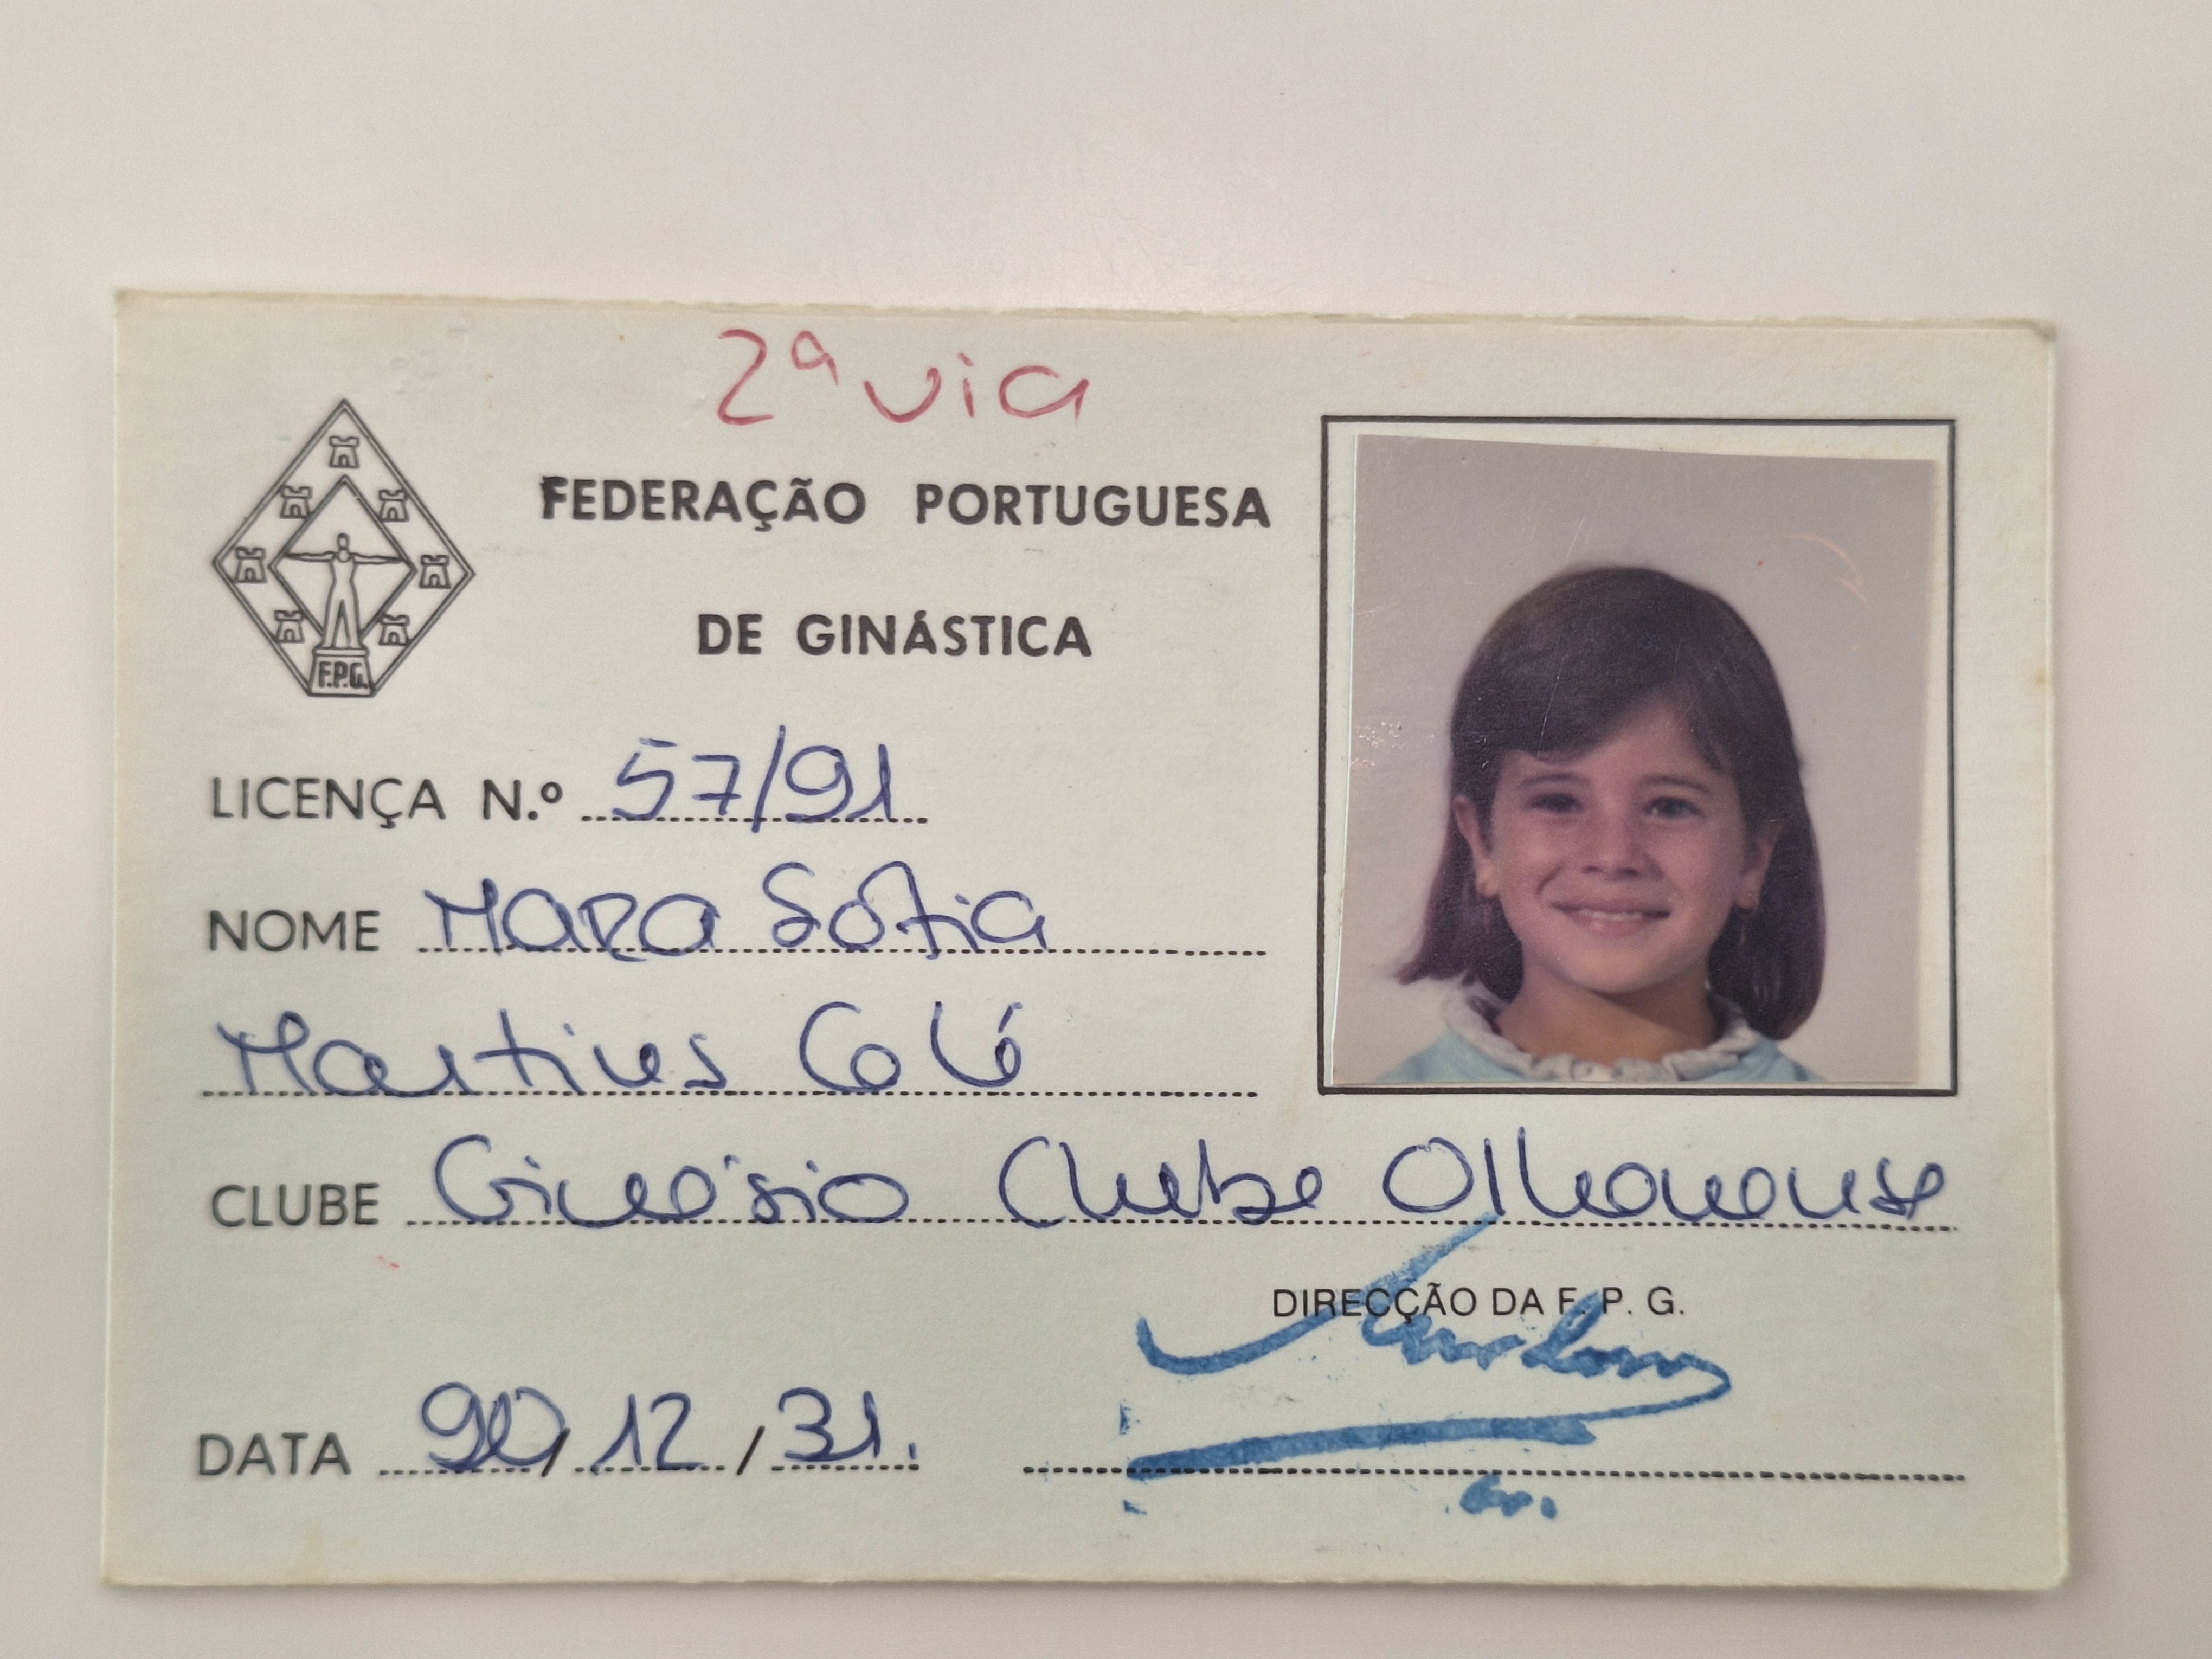 2ª via
FEDERAÇÃO PORTUGUESA
DE GINÁSTICA
F.P.G.
LICENÇA N.º 57/91
NOME Mara Sofia
Martins Coló
CLUBE Ginásio Clube Olhanense
DIRECÇÃO DA F. P. G.
DATA 90/12/31.